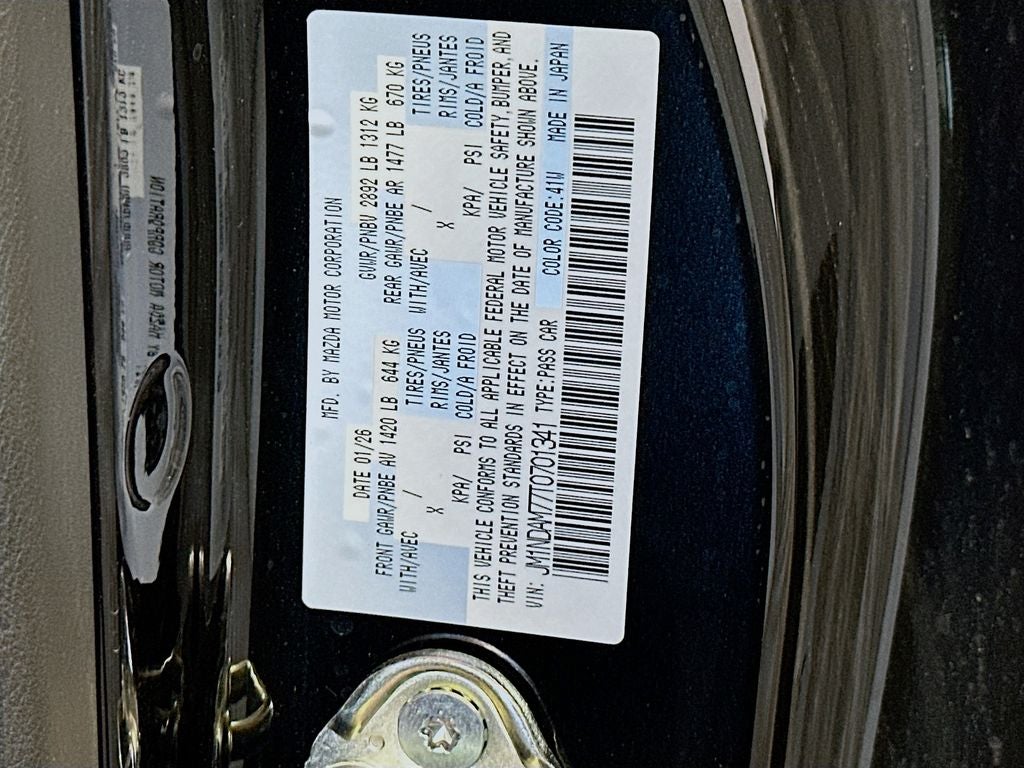 MFD. BY MAZDA MOTOR CORPORATION
DATE 01/26 GVWR/PNBV 2892 LB 1312 KG
FRONT GAWR/PNBE AV 1420 LB 644 KG REAR GAWR/PNBE AR 1477 LB 670 KG
WITH/AVEC TIRES/PNEUS WITH/AVEC TIRES/PNEUS
X / RIMS/JANTES X / RIMS/JANTES
KPA/ PSI COLD/A FROID KPA/ PSI COLD/A FROID
THIS VEHICLE CONFORMS TO ALL APPLICABLE FEDERAL MOTOR VEHICLE SAFETY, BUMPER, AND
THEFT PREVENTION STANDARDS IN EFFECT ON THE DATE OF MANUFACTURE SHOWN ABOVE.
VIN: JM1NDAM77T0701341 TYPE:PASS CAR COLOR CODE:41W MADE IN JAPAN